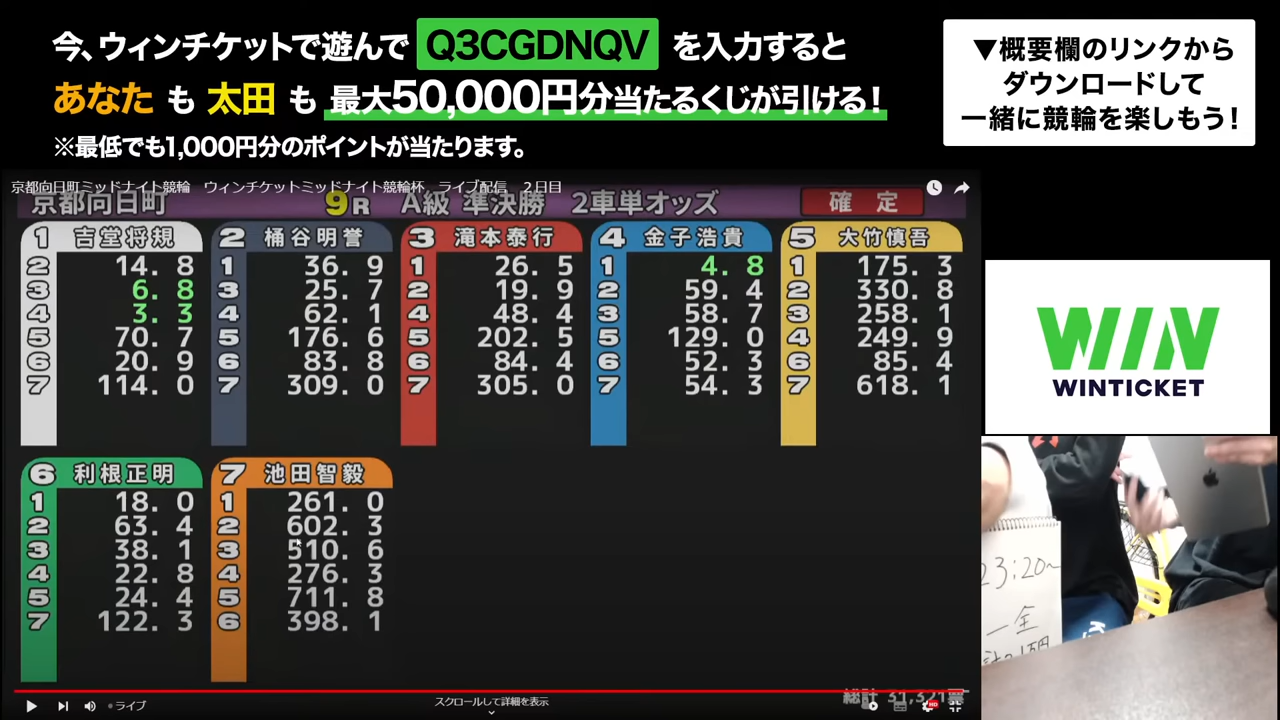 今、ウィンチケットで遊んで Q3CGDNQV を入力すると
あなた も 太田 も 最大50,000円分当たるくじが引ける!
※最低でも1,000円分のポイントが当たります。
▼概要欄のリンクから
ダウンロードして
一緒に競輪を楽しもう!
京都向日町ミッドナイト競輪 ウィンチケットミッドナイト競輪杯 ライブ配信 2日目
京都向日町 9R A級 準決勝 2車単オッズ 確定
1 吉堂将規
2 14.8
3 6.8
4 3.3
5 70.7
6 20.9
7 114.0
2 桶谷明誉
1 36.9
3 25.7
4 62.1
5 176.6
6 83.8
7 309.0
3 滝本泰行
1 26.5
2 19.9
4 48.4
5 202.5
6 84.4
7 305.0
4 金子浩貴
1 4.8
2 59.4
3 58.7
5 129.0
6 52.3
7 54.3
5 大竹慎吾
1 175.3
2 330.8
3 258.1
4 249.9
6 85.4
7 618.1
6 利根正明
1 18.0
2 63.4
3 38.1
4 22.8
5 24.4
7 122.3
7 池田智毅
1 261.0
2 602.3
3 510.6
4 276.3
5 711.8
6 398.1
総計 31,321票
ライブ
スクロールして詳細を表示
HD
WIN
WINTICKET
23:20~
一全